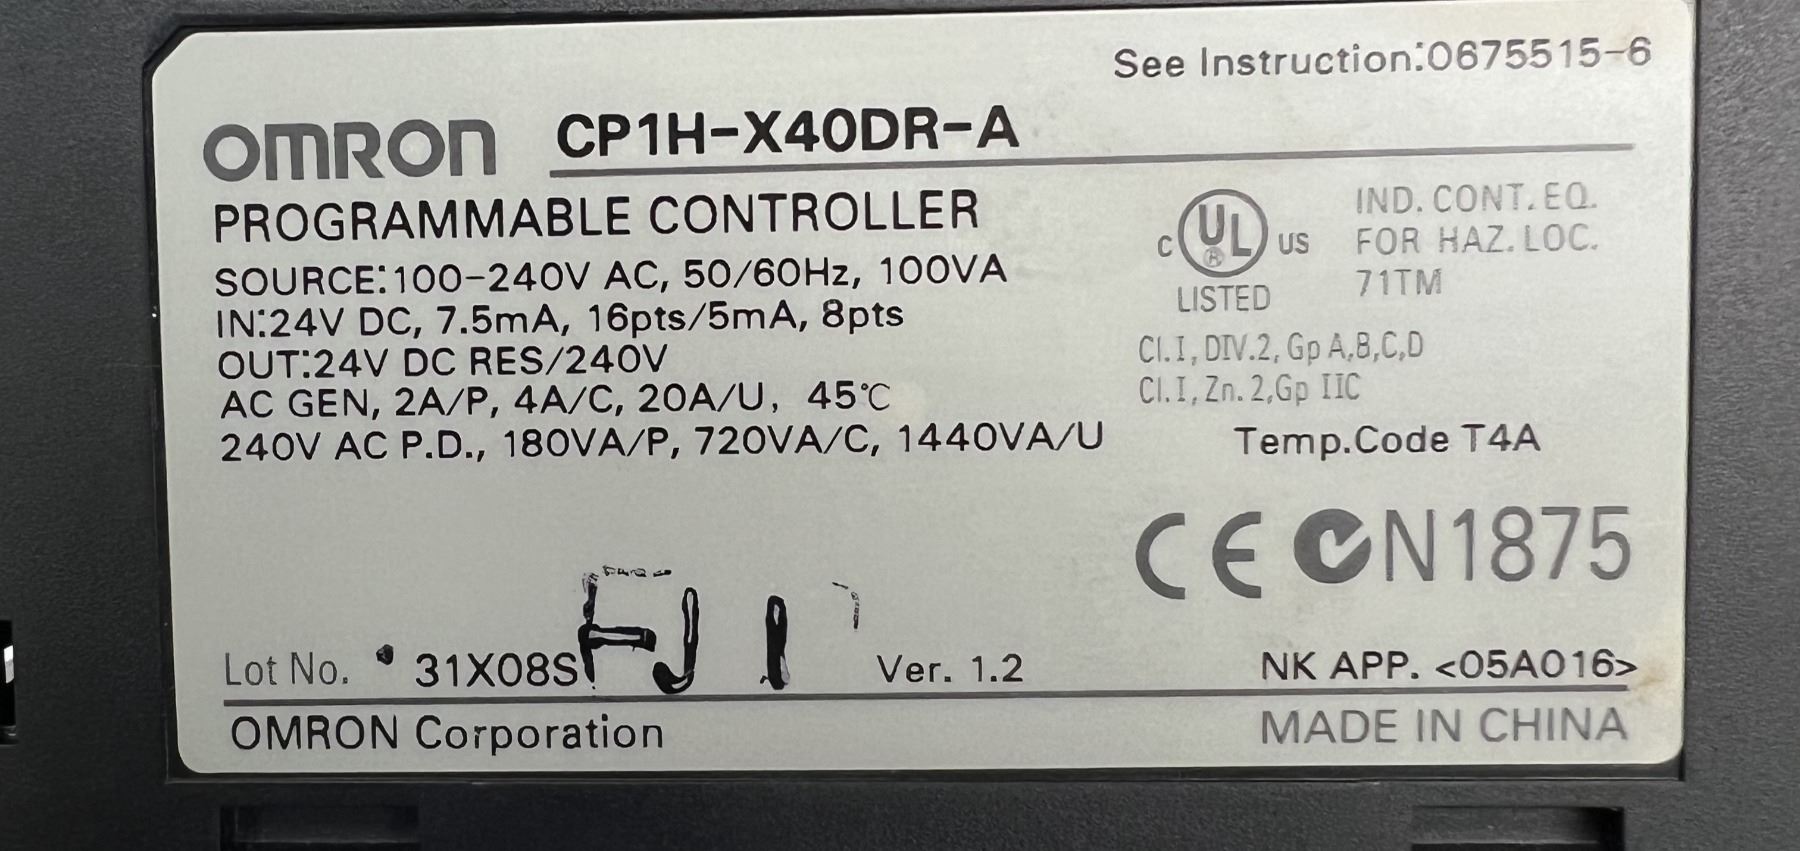 See Instruction:0675515-6
OMRON CP1H-X40DR-A
PROGRAMMABLE CONTROLLER
SOURCE:100-240V AC, 50/60Hz, 100VA
IN:24V DC, 7.5mA, 16pts/5mA, 8pts
OUT:24V DC RES/240V
AC GEN, 2A/P, 4A/C, 20A/U, 45℃
240V AC P.D., 180VA/P, 720VA/C, 1440VA/U
C UL® US
LISTED
IND. CONT. EQ.
FOR HAZ. LOC.
71TM
Cl. I, DIV.2, Gp A,B,C,D
Cl. I, Zn. 2,Gp IIC
Temp.Code T4A
CE N1875
Lot No. 31X08S Ver. 1.2
NK APP. <05A016>
OMRON Corporation
MADE IN CHINA